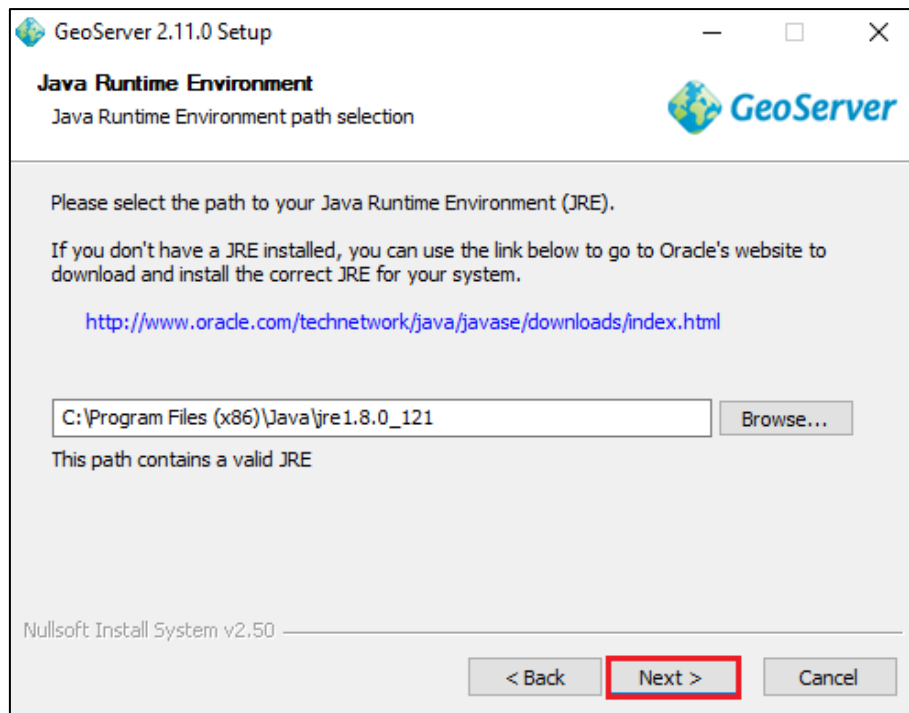 GeoServer 2.11.0 Setup
Java Runtime Environment
Java Runtime Environment path selection
GeoServer
Please select the path to your Java Runtime Environment (JRE).
If you don't have a JRE installed, you can use the link below to go to Oracle's website to
download and install the correct JRE for your system.
http://www.oracle.com/technetwork/java/javase/downloads/index.html
C:\Program Files (x86)\Java\jre1.8.0_121
Browse...
This path contains a valid JRE
Nullsoft Install System v2.50
< Back Next > Cancel